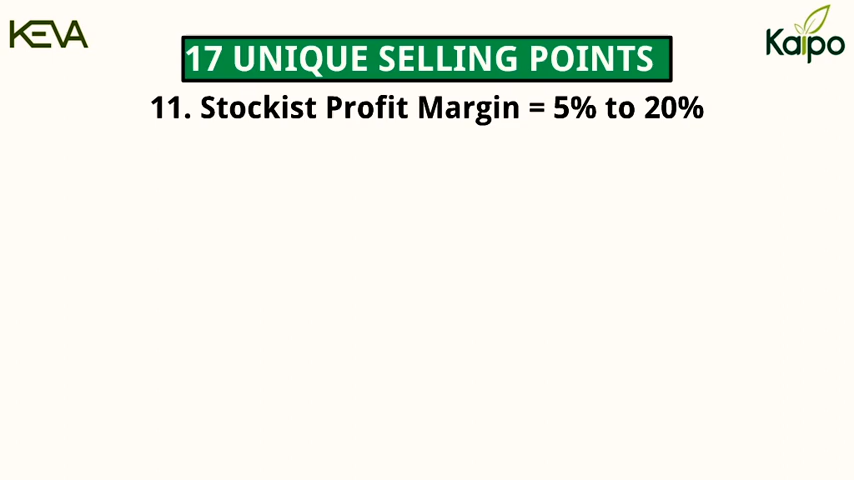 KEVA
Kaipo
17 UNIQUE SELLING POINTS
11. Stockist Profit Margin = 5% to 20%